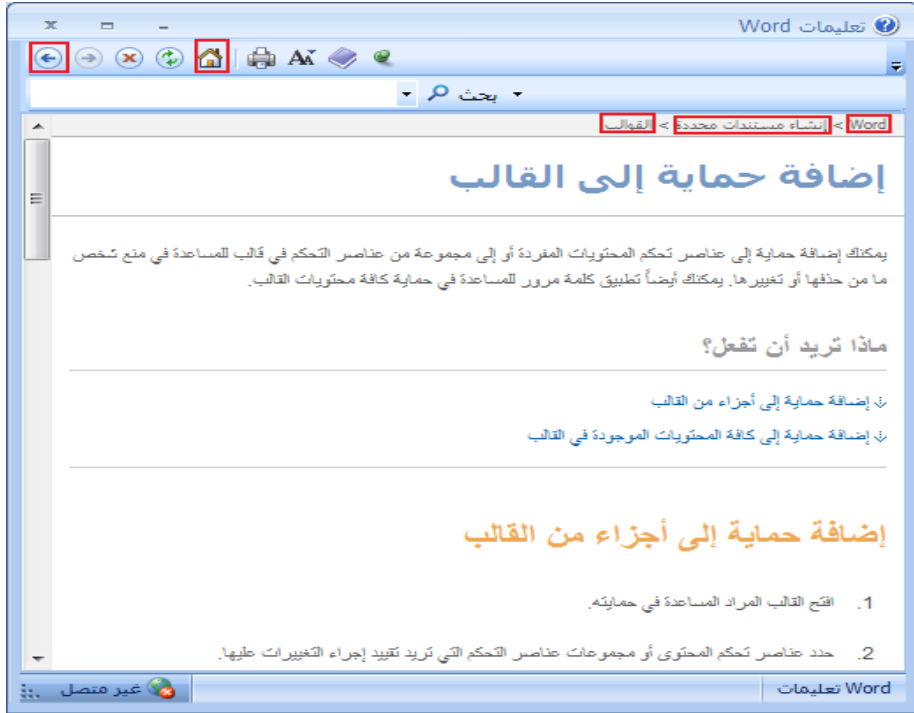 تعليمات Word
بحث
Word > إنشاء مستندات محددة > القوالب
إضافة حماية إلى القالب
يمكنك إضافة حماية إلى عناصر تحكم المحتويات المفردة أو إلى مجموعة من عناصر التحكم في قالب للمساعدة في منع شخص
ما من حذفها أو تغييرها. يمكنك أيضاً تطبيق كلمة مرور للمساعدة في حماية كافة محتويات القالب.
ماذا تريد أن تفعل؟
إضافة حماية إلى أجزاء من القالب
إضافة حماية إلى كافة المحتويات الموجودة في القالب
إضافة حماية إلى أجزاء من القالب
1. افتح القالب المراد المساعدة في حمايته.
2. حدد عناصر تحكم المحتوى أو مجموعات عناصر التحكم التي تريد تقييد إجراء التغييرات عليها.
Word تعليمات
غير متصل